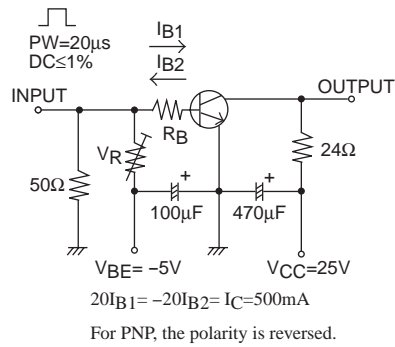 PW=20μs
DC≤1%
IB1
IB2
INPUT
OUTPUT
RB
VR
24Ω
50Ω
+
+
100μF
470μF
VBE= −5V
VCC=25V
20IB1= −20IB2= IC=500mA
For PNP, the polarity is reversed.